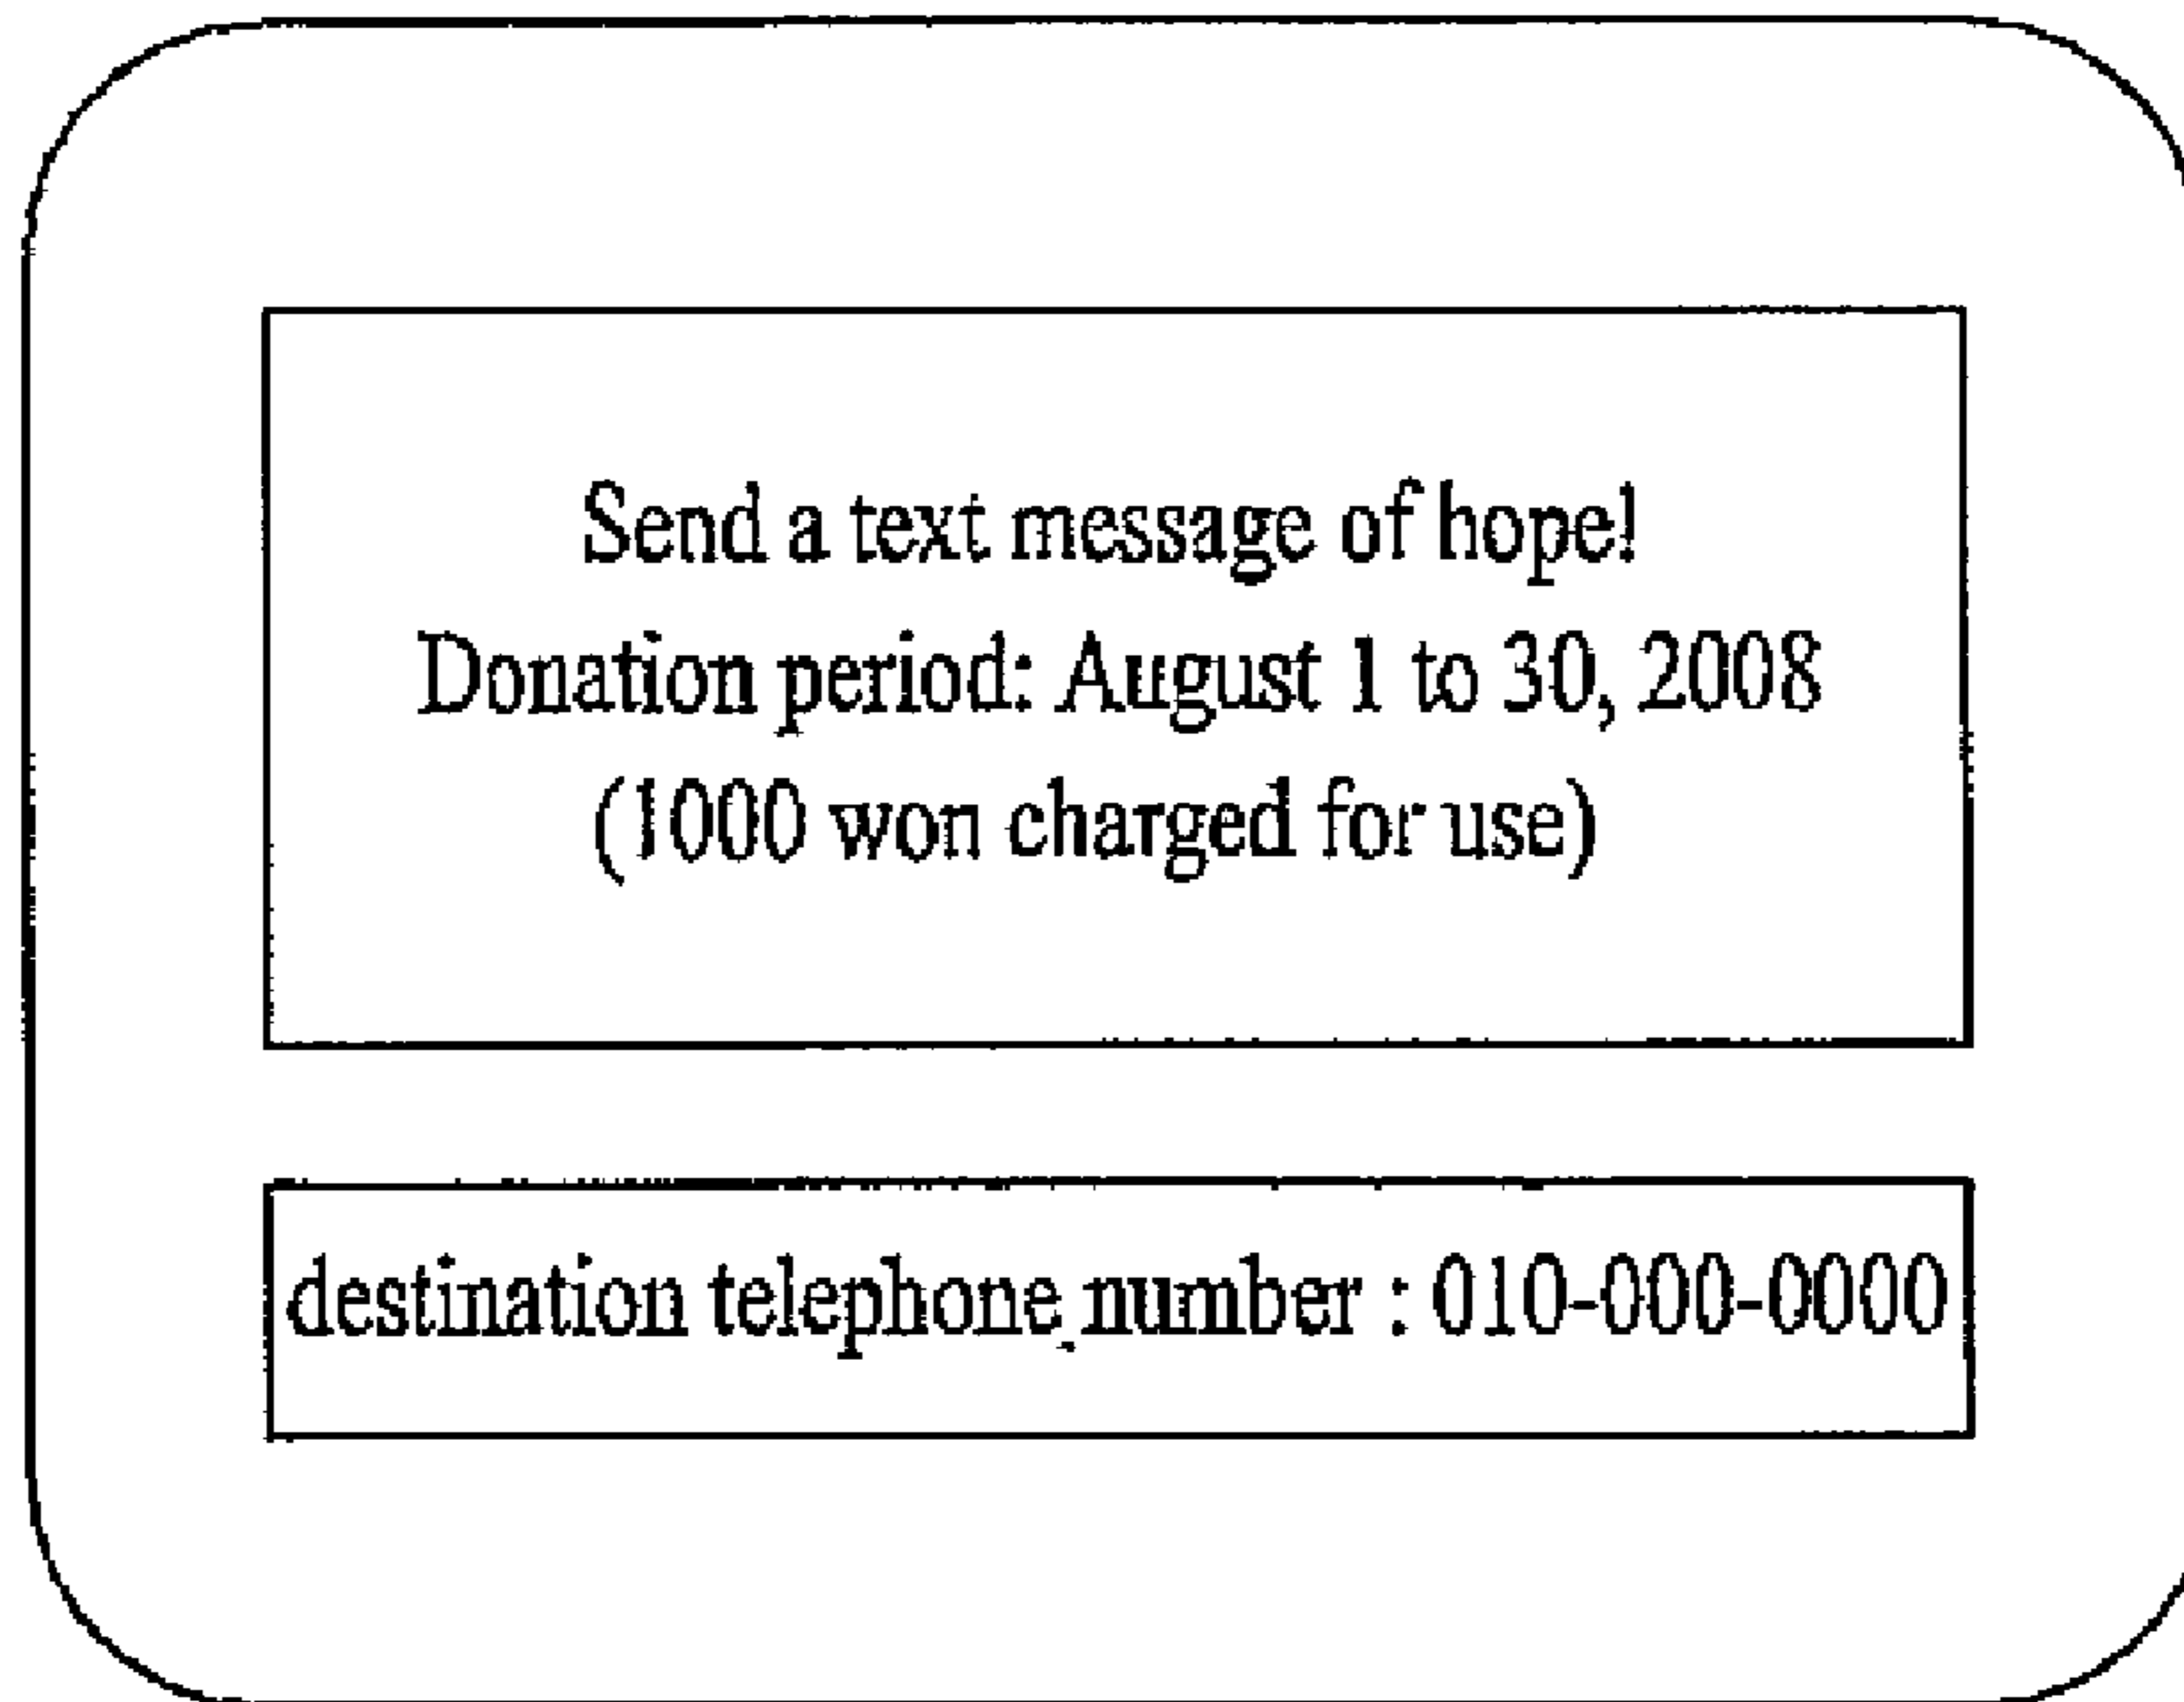 Send a text message of hope!
Donation period: August 1 to 30, 2008
(1000 won charged for use)
destination telephone number : 010-000-0000